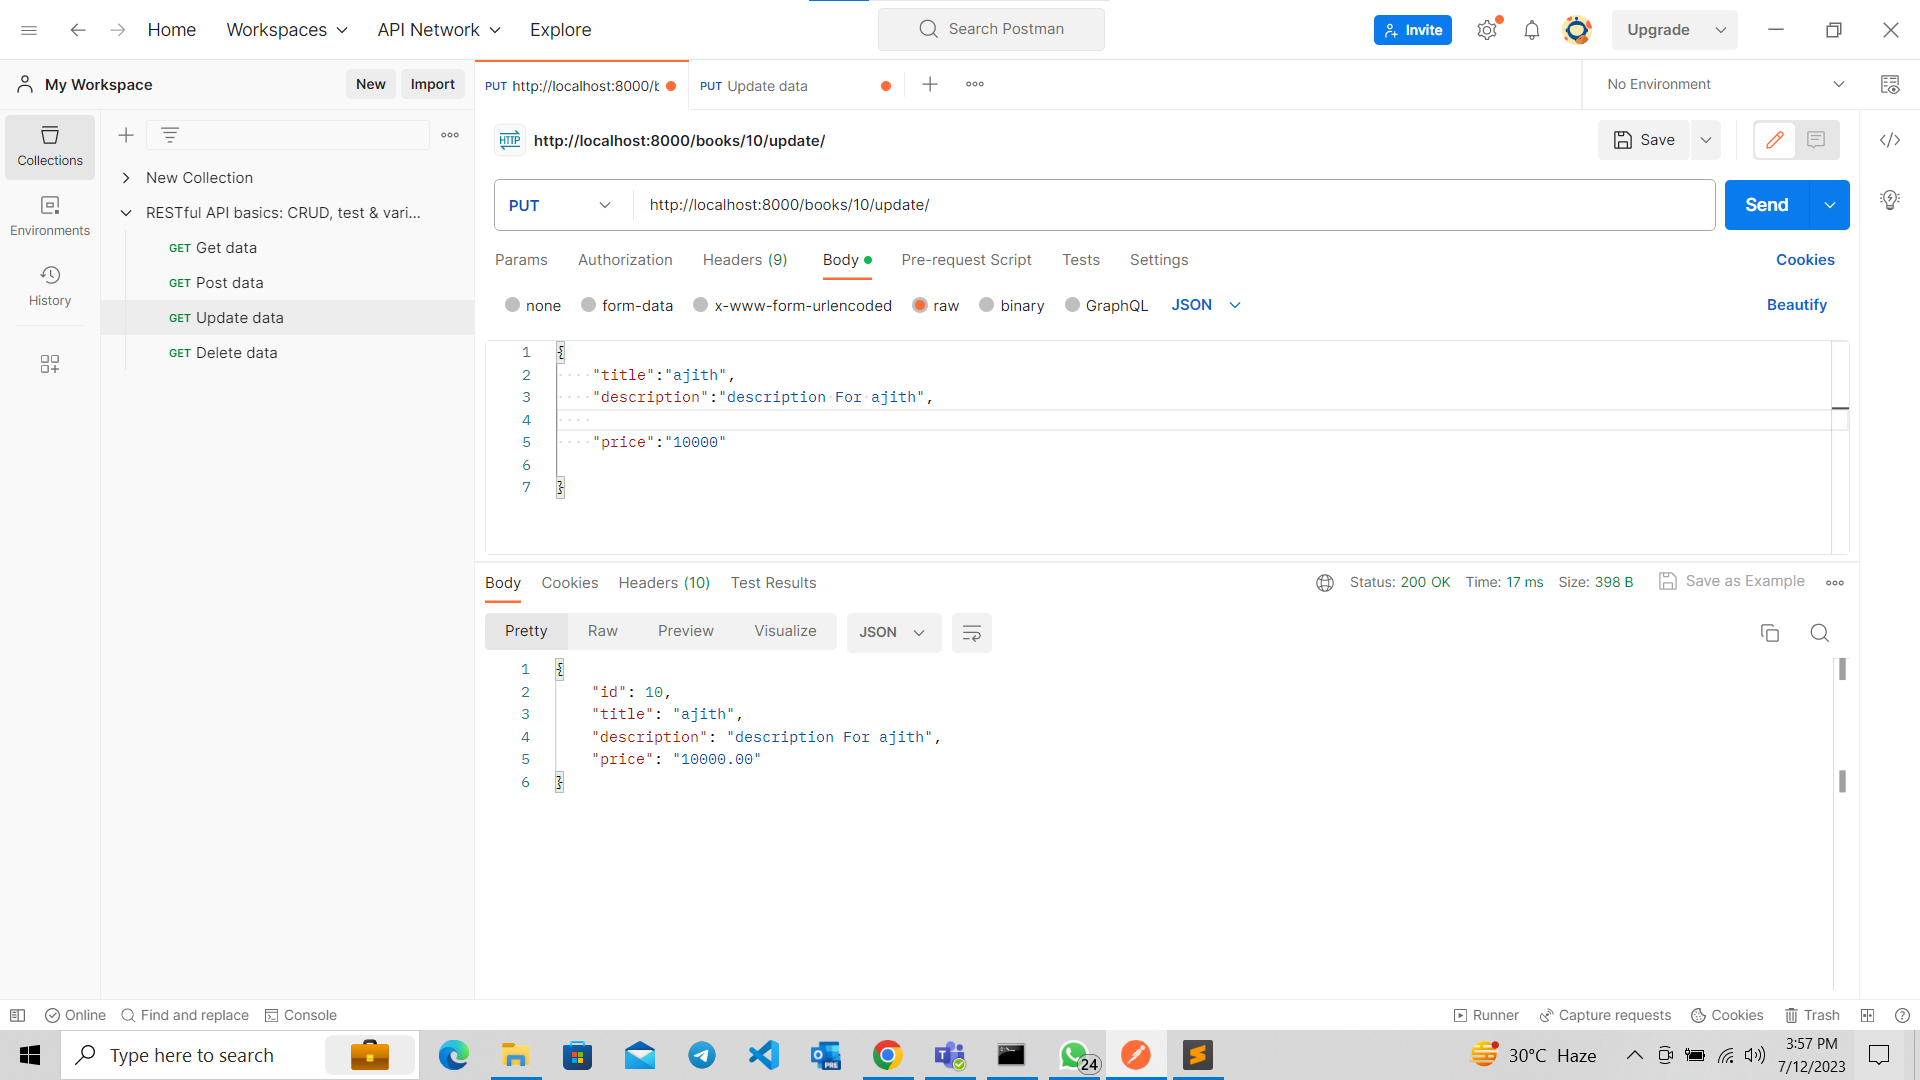 Home
Workspaces
API Network
Explore
Search Postman
Invite
Upgrade
My Workspace
New
Import
PUT http://localhost:8000/b
PUT Update data
No Environment
Collections
Environments
History
New Collection
RESTful API basics: CRUD, test & vari...
GET Get data
GET Post data
GET Update data
GET Delete data
HTTP http://localhost:8000/books/10/update/
Save
PUT
http://localhost:8000/books/10/update/
Send
Params
Authorization
Headers (9)
Body
Pre-request Script
Tests
Settings
Cookies
none
form-data
x-www-form-urlencoded
raw
binary
GraphQL
JSON
Beautify
1 {
2 "title":"ajith",
3 "description":"description For ajith",
4
5 "price":"10000"
6
7 }
Body
Cookies
Headers (10)
Test Results
Status: 200 OK
Time: 17 ms
Size: 398 B
Save as Example
Pretty
Raw
Preview
Visualize
JSON
1 {
2 "id": 10,
3 "title": "ajith",
4 "description": "description For ajith",
5 "price": "10000.00"
6 }
Online
Find and replace
Console
Runner
Capture requests
Cookies
Trash
Type here to search
PRE
24
30°C Haze
3:57 PM
7/12/2023